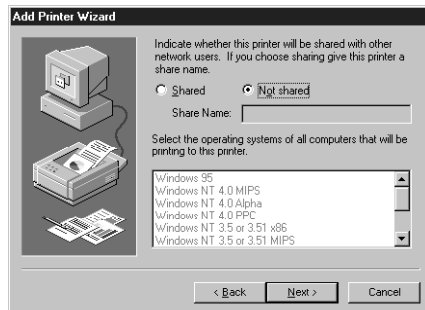 Add Printer Wizard
Indicate whether this printer will be shared with other
network users. If you choose sharing give this printer a
share name.
Shared
Not shared
Share Name:
Select the operating systems of all computers that will be
printing to this printer.
Windows 95
Windows NT 4.0 MIPS
Windows NT 4.0 Alpha
Windows NT 4.0 PPC
Windows NT 3.5 or 3.51 x86
Windows NT 3.5 or 3.51 MIPS
< Back
Next >
Cancel